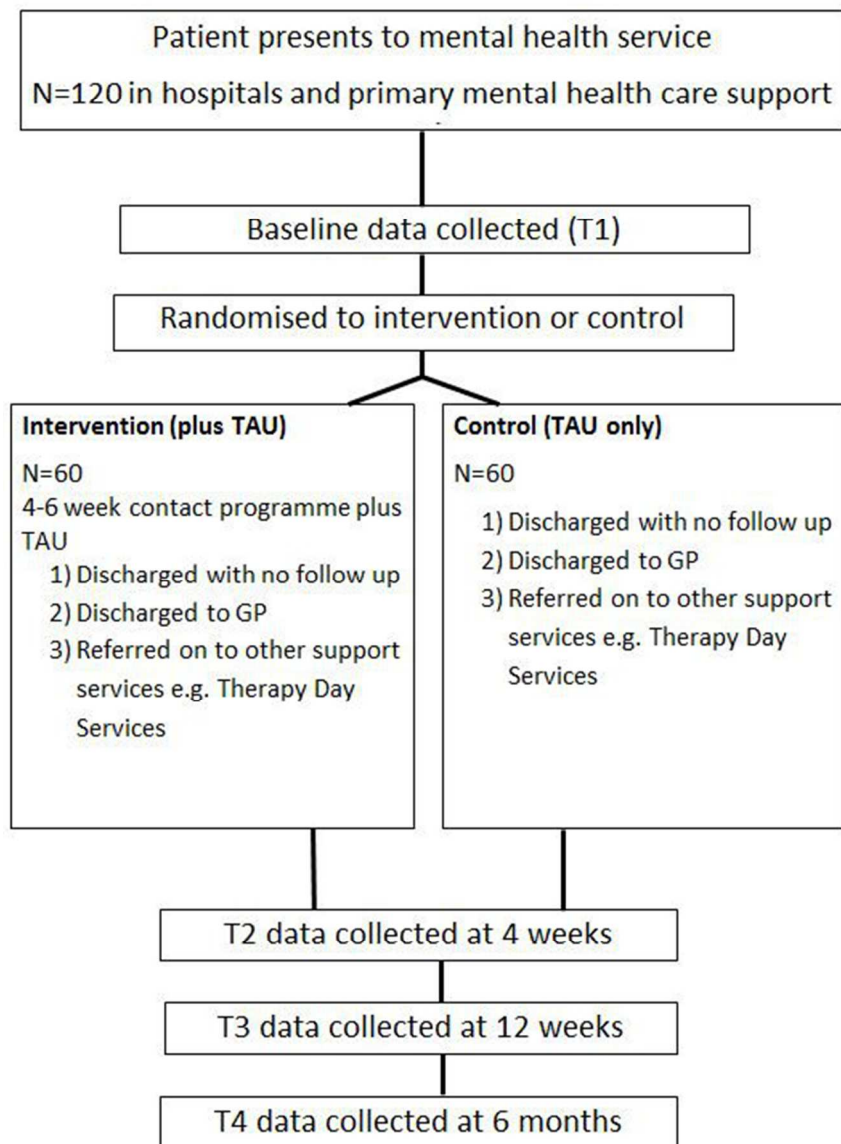 Patient presents to mental health service
N=120 in hospitals and primary mental health care support
Baseline data collected (T1)
Randomised to intervention or control
Intervention (plus TAU)
N=60
4-6 week contact programme plus
TAU
1) Discharged with no follow up
2) Discharged to GP
3) Referred on to other support
services e.g. Therapy Day
Services
Control (TAU only)
N=60
1) Discharged with no follow up
2) Discharged to GP
3) Referred on to other support
services e.g. Therapy Day
Services
T2 data collected at 4 weeks
T3 data collected at 12 weeks
T4 data collected at 6 months